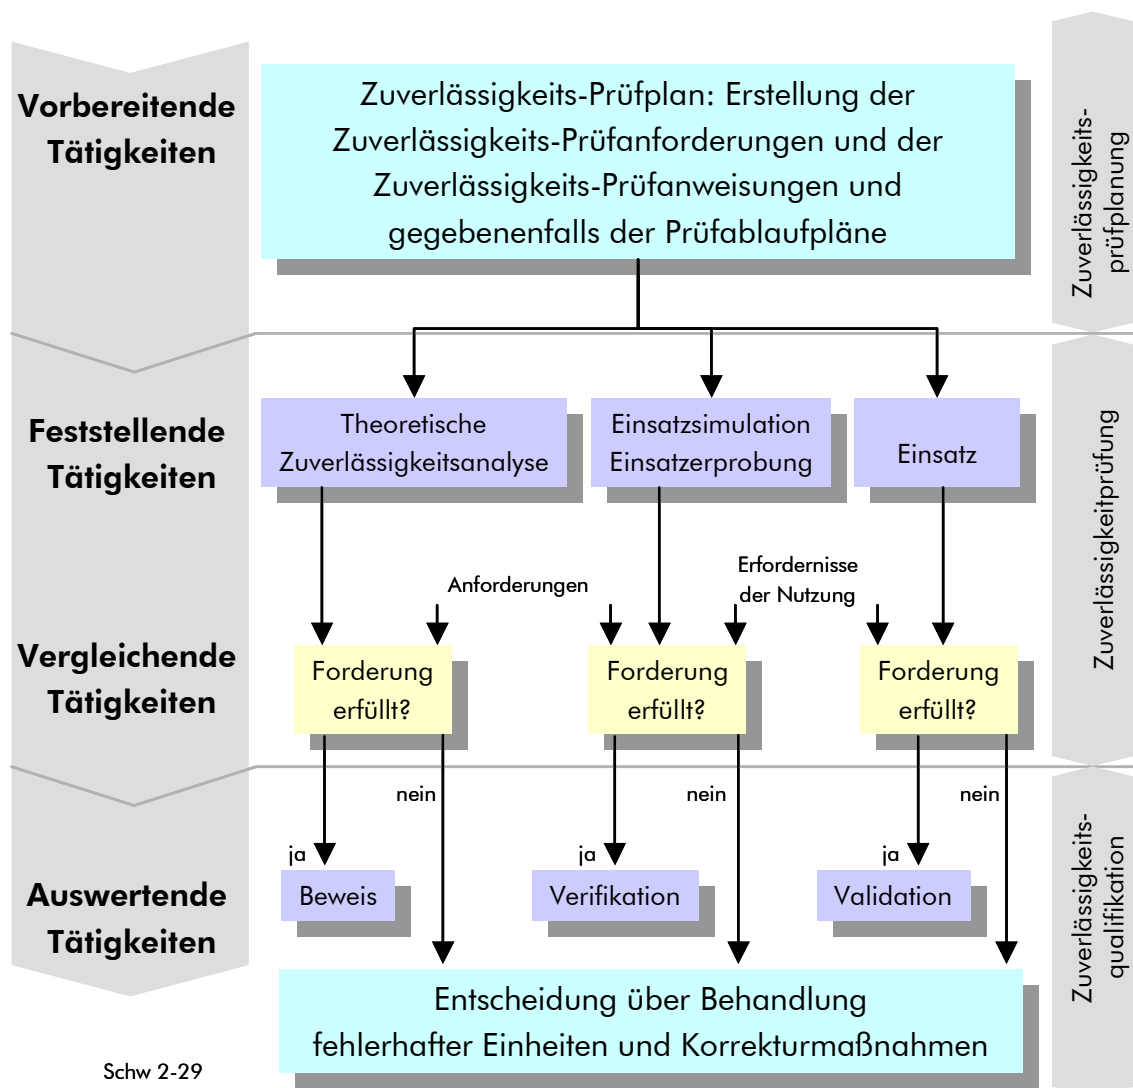 Vorbereitende
Tätigkeiten
Zuverlässigkeits-Prüfplan: Erstellung der
Zuverlässigkeits-Prüfanforderungen und der
Zuverlässigkeits-Prüfanweisungen und
gegebenenfalls der Prüfablaufpläne
Zuverlässigkeits-
prüfplanung
Feststellende
Tätigkeiten
Theoretische
Zuverlässigkeitsanalyse
Einsatzsimulation
Einsatzerprobung
Einsatz
Zuverlässigkeitprüfung
Anforderungen
Erfordernisse
der Nutzung
Vergleichende
Tätigkeiten
Forderung
erfüllt?
Forderung
erfüllt?
Forderung
erfüllt?
nein
nein
nein
ja
ja
ja
Auswertende
Tätigkeiten
Beweis
Verifikation
Validation
Zuverlässigkeits-
qualifikation
Entscheidung über Behandlung
fehlerhafter Einheiten und Korrekturmaßnahmen
Schw 2-29